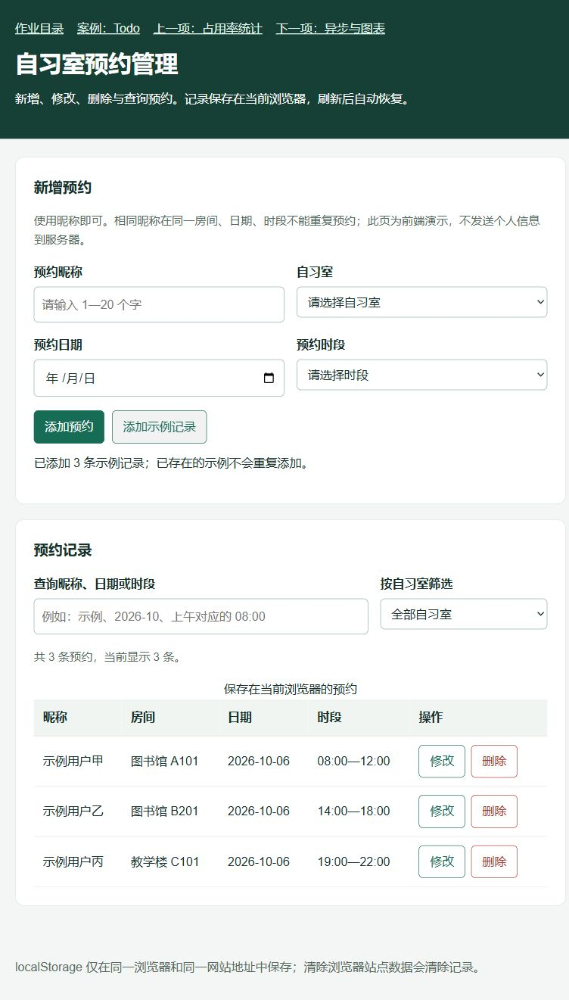 作业目录 案例：Todo 上一项：占用率统计 下一项：异步与图表
自习室预约管理
新增、修改、删除与查询预约。记录保存在当前浏览器，刷新后自动恢复。
新增预约
使用昵称即可。相同昵称在同一房间、日期、时段不能重复预约；此页为前端演示，不发送个人信息
到服务器。
预约昵称 自习室
请输入 1—20 个字 请选择自习室
预约日期 预约时段
年 /月/日 请选择时段
添加预约 添加示例记录
已添加 3 条示例记录；已存在的示例不会重复添加。
预约记录
查询昵称、日期或时段 按自习室筛选
例如：示例、2026-10、上午对应的 08:00 全部自习室
共 3 条预约，当前显示 3 条。
保存在当前浏览器的预约
昵称 房间 日期 时段 操作
示例用户甲 图书馆 A101 2026-10-06 08:00—12:00 修改 删除
示例用户乙 图书馆 B201 2026-10-06 14:00—18:00 修改 删除
示例用户丙 教学楼 C101 2026-10-06 19:00—22:00 修改 删除
localStorage 仅在同一浏览器和同一网站地址中保存；清除浏览器站点数据会清除记录。